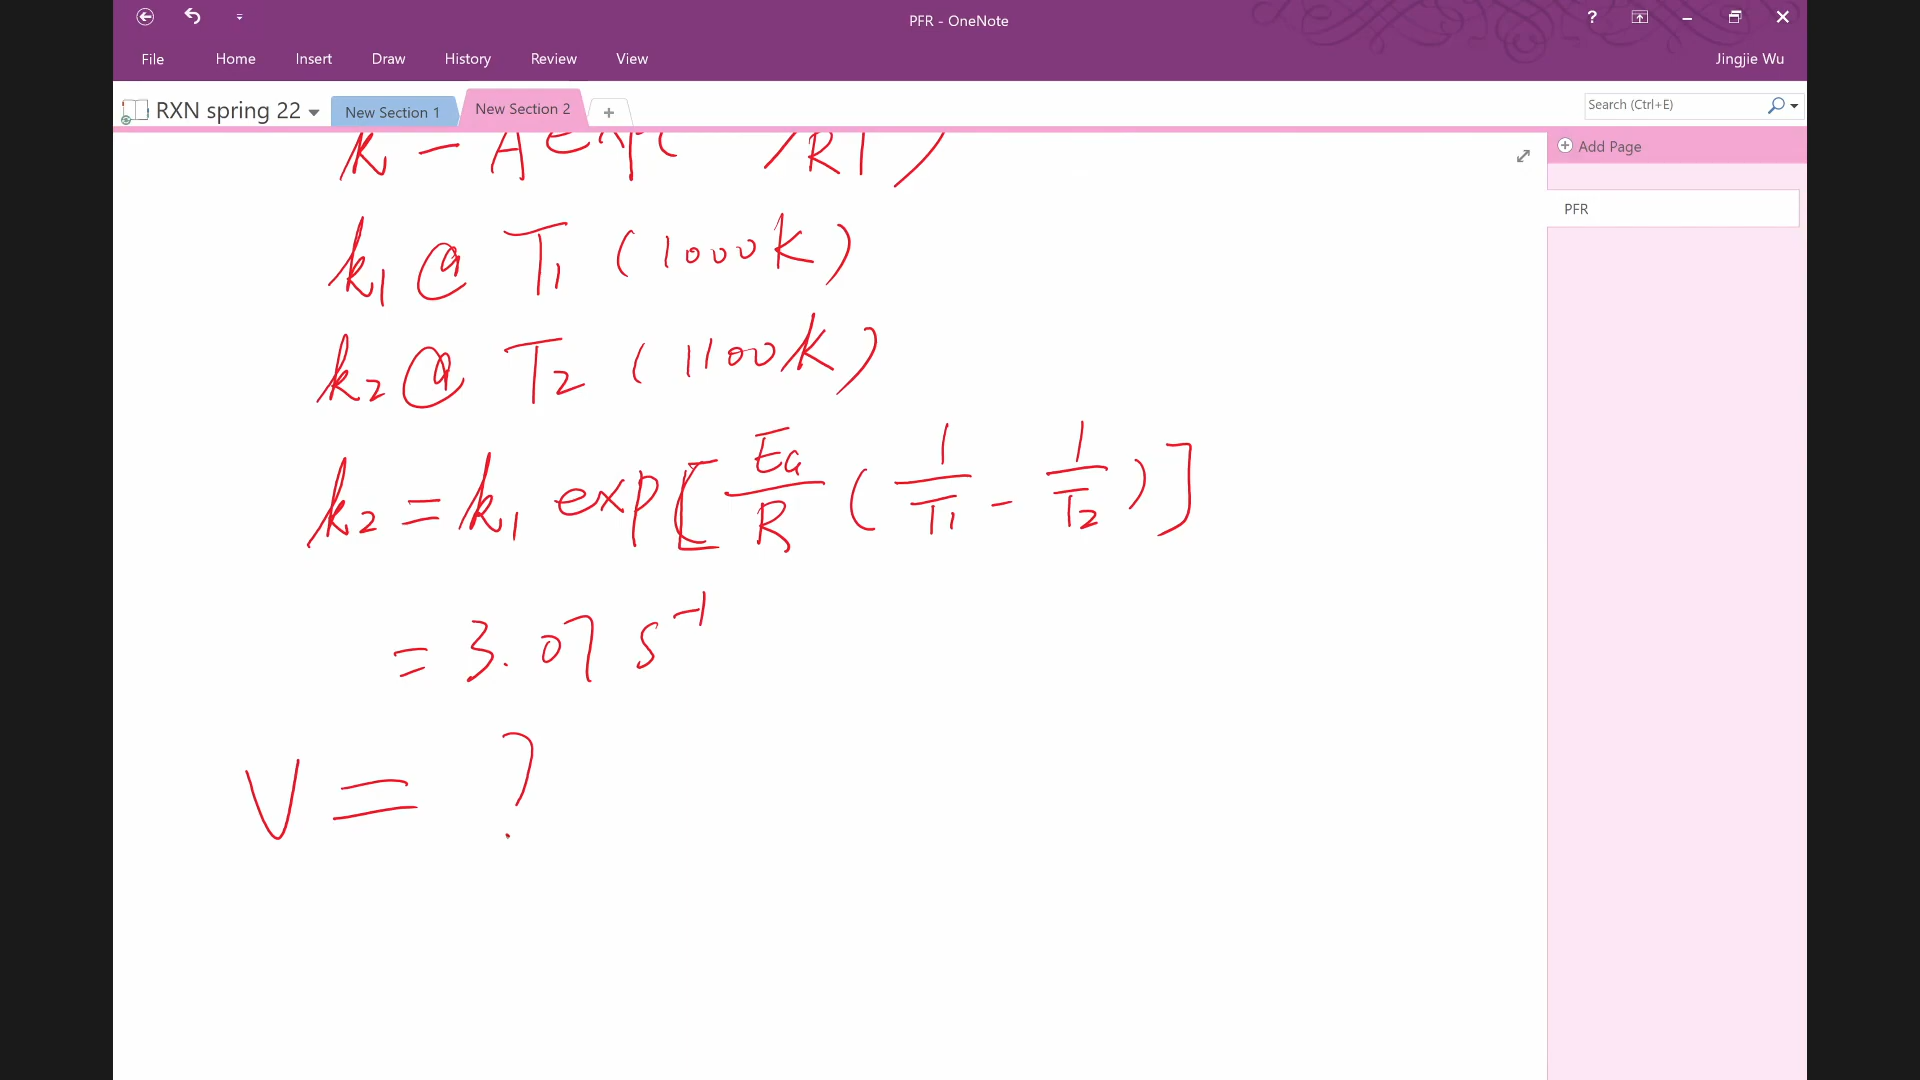 PFR - OneNote
?
File Home Insert Draw History Review View
Jingjie Wu
RXN spring 22 New Section 1 New Section 2 +
Search (Ctrl+E)
Add Page
PFR
k = A exp( /RT)
k₁ @ T₁ (1000K)
k₂ @ T₂ (1100K)
k₂ = k₁ exp[Ea/R (1/T₁ - 1/T₂)]
= 3.07 s⁻¹
V = ?